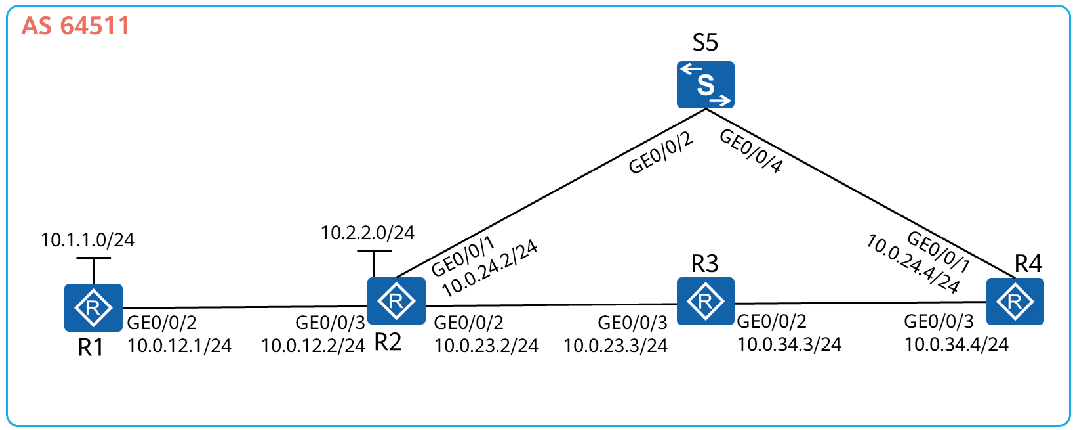 AS 64511
S5
S
GE0/0/2
GE0/0/4
10.1.1.0/24
10.2.2.0/24
GE0/0/1
10.0.24.2/24
GE0/0/1
10.0.24.4/24
R
R1
GE0/0/2
10.0.12.1/24
GE0/0/3
10.0.12.2/24
R
R2
GE0/0/2
10.0.23.2/24
R3
R
GE0/0/3
10.0.23.3/24
GE0/0/2
10.0.34.3/24
R4
R
GE0/0/3
10.0.34.4/24